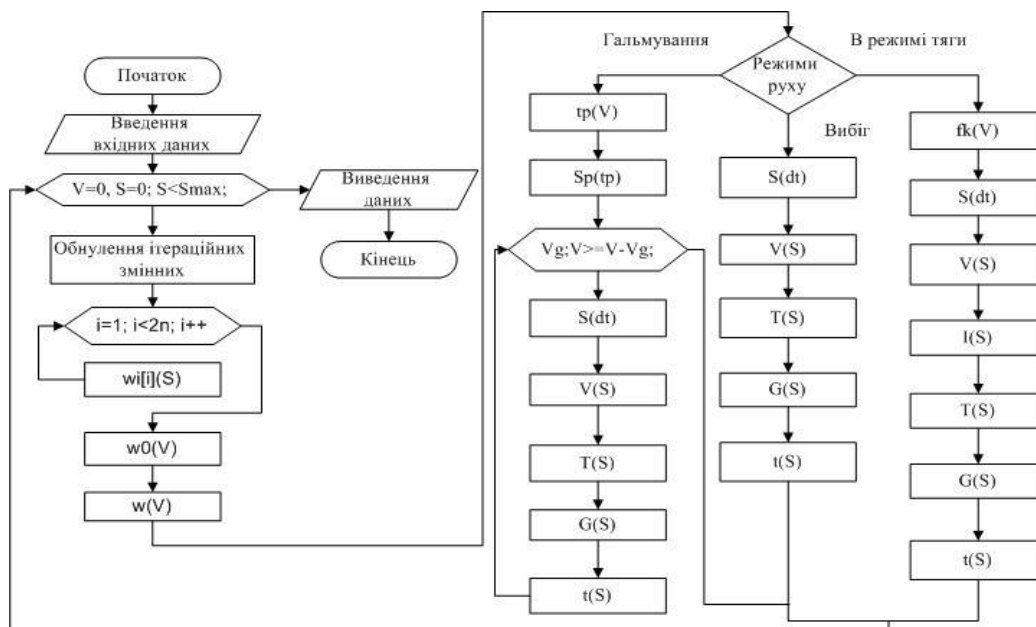 Початок
Введення
вхідних даних
V=0, S=0; S<Smax;
Обнулення ітераційних
змінних
i=1; i<2n; i++
wi[i](S)
w0(V)
w(V)
Виведення
даних
Кінець
Режими
руху
Гальмування
tp(V)
Sp(tp)
Vg;V>=V-Vg;
S(dt)
V(S)
T(S)
G(S)
t(S)
Вибіг
S(dt)
V(S)
T(S)
G(S)
t(S)
В режимі тяги
fk(V)
S(dt)
V(S)
I(S)
T(S)
G(S)
t(S)